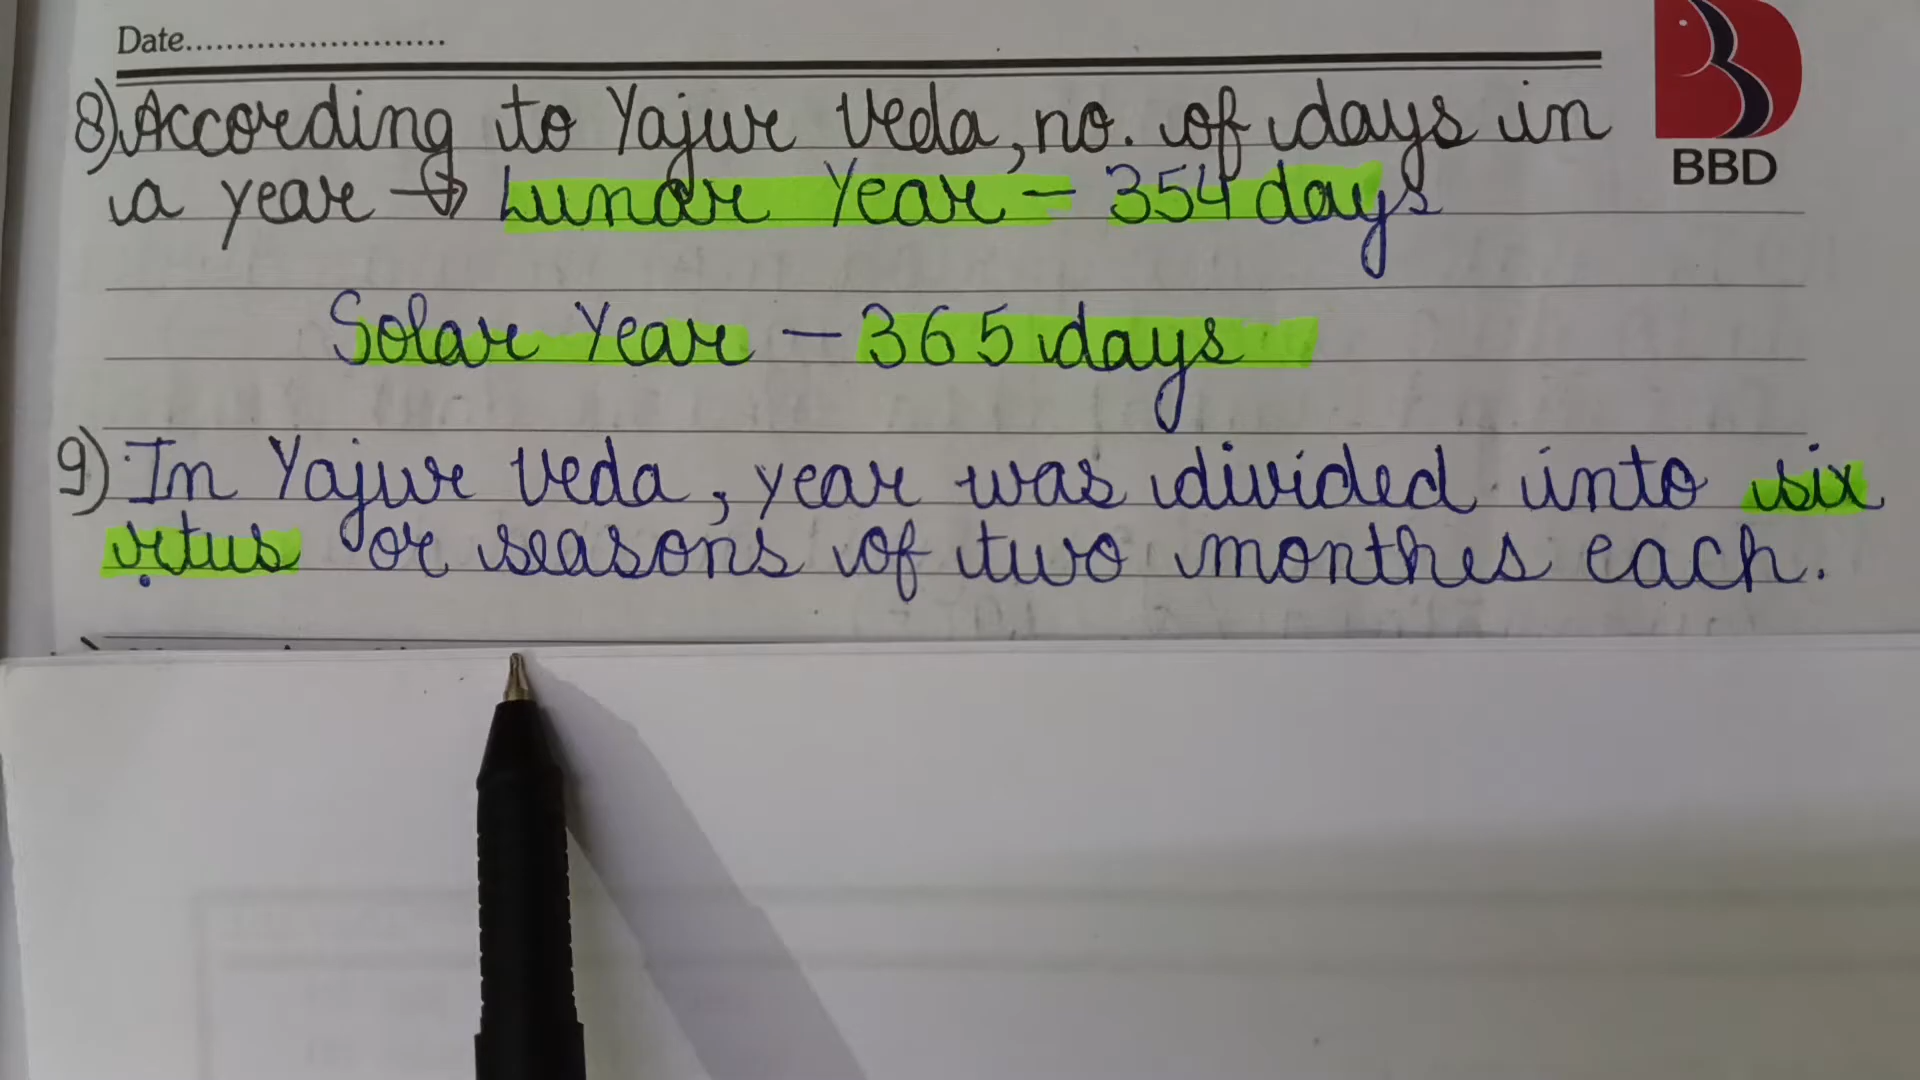 Date.........................
BBD
8) According to Yajur Veda, no. of days in
a year → Lunar Year - 354 days
Solar Year - 365 days
9) In Yajur Veda, year was divided into six
ṛtus or seasons of two monthes each.